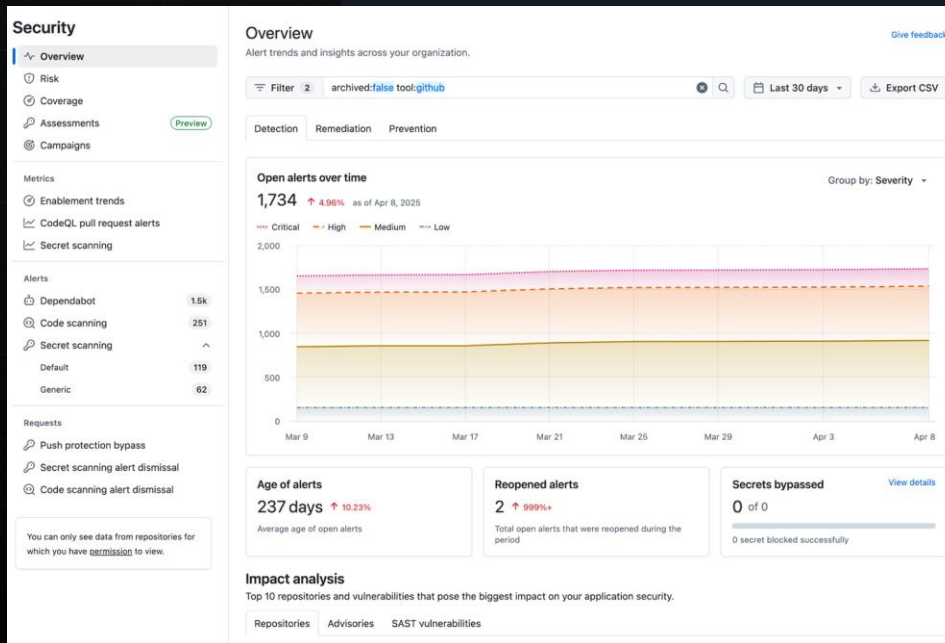 Security
Overview
Risk
Coverage
Assessments Preview
Campaigns
Metrics
Enablement trends
CodeQL pull request alerts
Secret scanning
Alerts
Dependabot 1.5k
Code scanning 251
Secret scanning
Default 119
Generic 62
Requests
Push protection bypass
Secret scanning alert dismissal
Code scanning alert dismissal
You can only see data from repositories for
which you have permission to view.
Overview
Give feedback
Alert trends and insights across your organization.
Filter 2 archived:false tool:github
Last 30 days
Export CSV
Detection Remediation Prevention
Open alerts over time
Group by: Severity
1,734 ↑ 4.96% as of Apr 8, 2025
Critical High Medium Low
2,000
1,500
1,000
500
0
Mar 9 Mar 13 Mar 17 Mar 21 Mar 25 Mar 29 Apr 3 Apr 8
Age of alerts
237 days ↑ 10.23%
Average age of open alerts
Reopened alerts
2 ↑ 999%+
Total open alerts that were reopened during the
period
Secrets bypassed View details
0 of 0
0 secret blocked successfully
Impact analysis
Top 10 repositories and vulnerabilities that pose the biggest impact on your application security.
Repositories Advisories SAST vulnerabilities